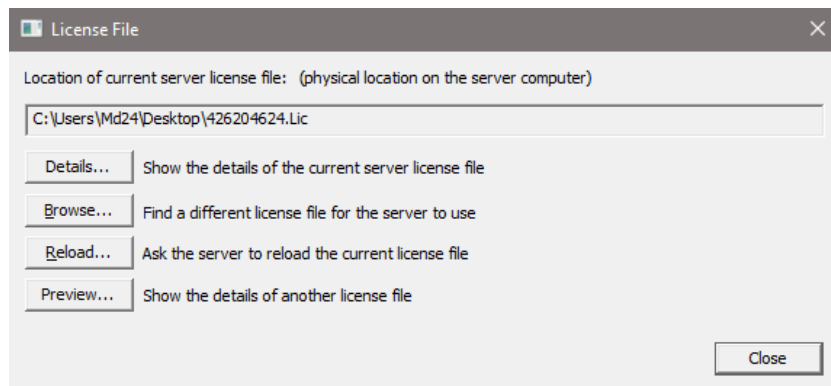 License File
Location of current server license file: (physical location on the server computer)
C:\Users\Md24\Desktop\426204624.Lic
Details... Show the details of the current server license file
Browse... Find a different license file for the server to use
Reload... Ask the server to reload the current license file
Preview... Show the details of another license file
Close